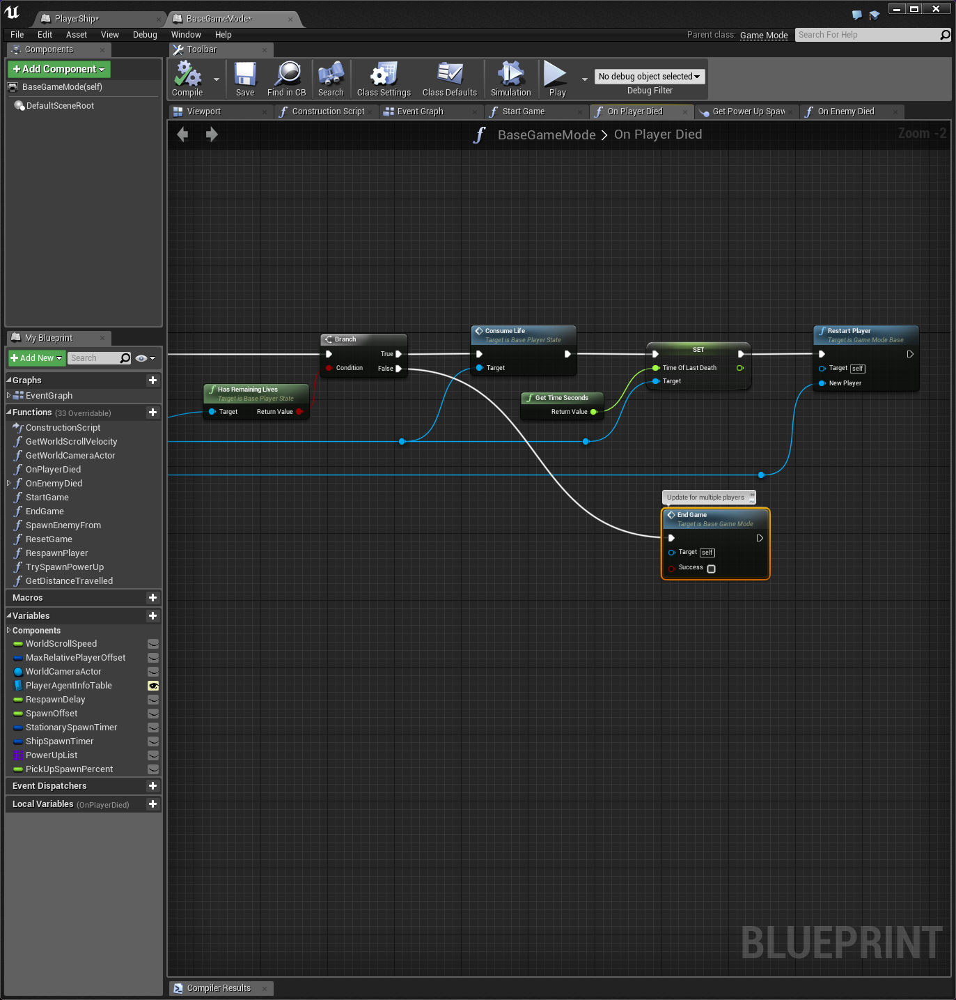 PlayerShip*
BaseGameMode*
File Edit Asset View Debug Window Help
Parent class: Game Mode
Search For Help
Components
Toolbar
Add Component
BaseGameMode(self)
DefaultSceneRoot
Compile
Save
Find in CB
Search
Class Settings
Class Defaults
Simulation
Play
No debug object selected
Debug Filter
Viewport
Construction Script
Event Graph
Start Game
On Player Died
Get Power Up Spaw
On Enemy Died
BaseGameMode > On Player Died
Zoom -2
My Blueprint
Add New
Search
Graphs
EventGraph
Functions (33 Overridable)
ConstructionScript
GetWorldScrollVelocity
GetWorldCameraActor
OnPlayerDied
OnEnemyDied
StartGame
EndGame
SpawnEnemyFrom
ResetGame
RespawnPlayer
TrySpawnPowerUp
GetDistanceTravelled
Macros
Variables
Components
WorldScrollSpeed
MaxRelativePlayerOffset
WorldCameraActor
PlayerAgentInfoTable
RespawnDelay
SpawnOffset
StationarySpawnTimer
ShipSpawnTimer
PowerUpList
PickUpSpawnPercent
Event Dispatchers
Local Variables (OnPlayerDied)
Has Remaining Lives
Target is Base Player State
Target
Return Value
Branch
True
Condition
False
Consume Life
Target is Base Player State
Target
Get Time Seconds
Return Value
SET
Time Of Last Death
Target
Restart Player
Target is Game Mode Base
Target self
New Player
Update for multiple players
End Game
Target is Base Game Mode
Target self
Success
BLUEPRINT
Compiler Results